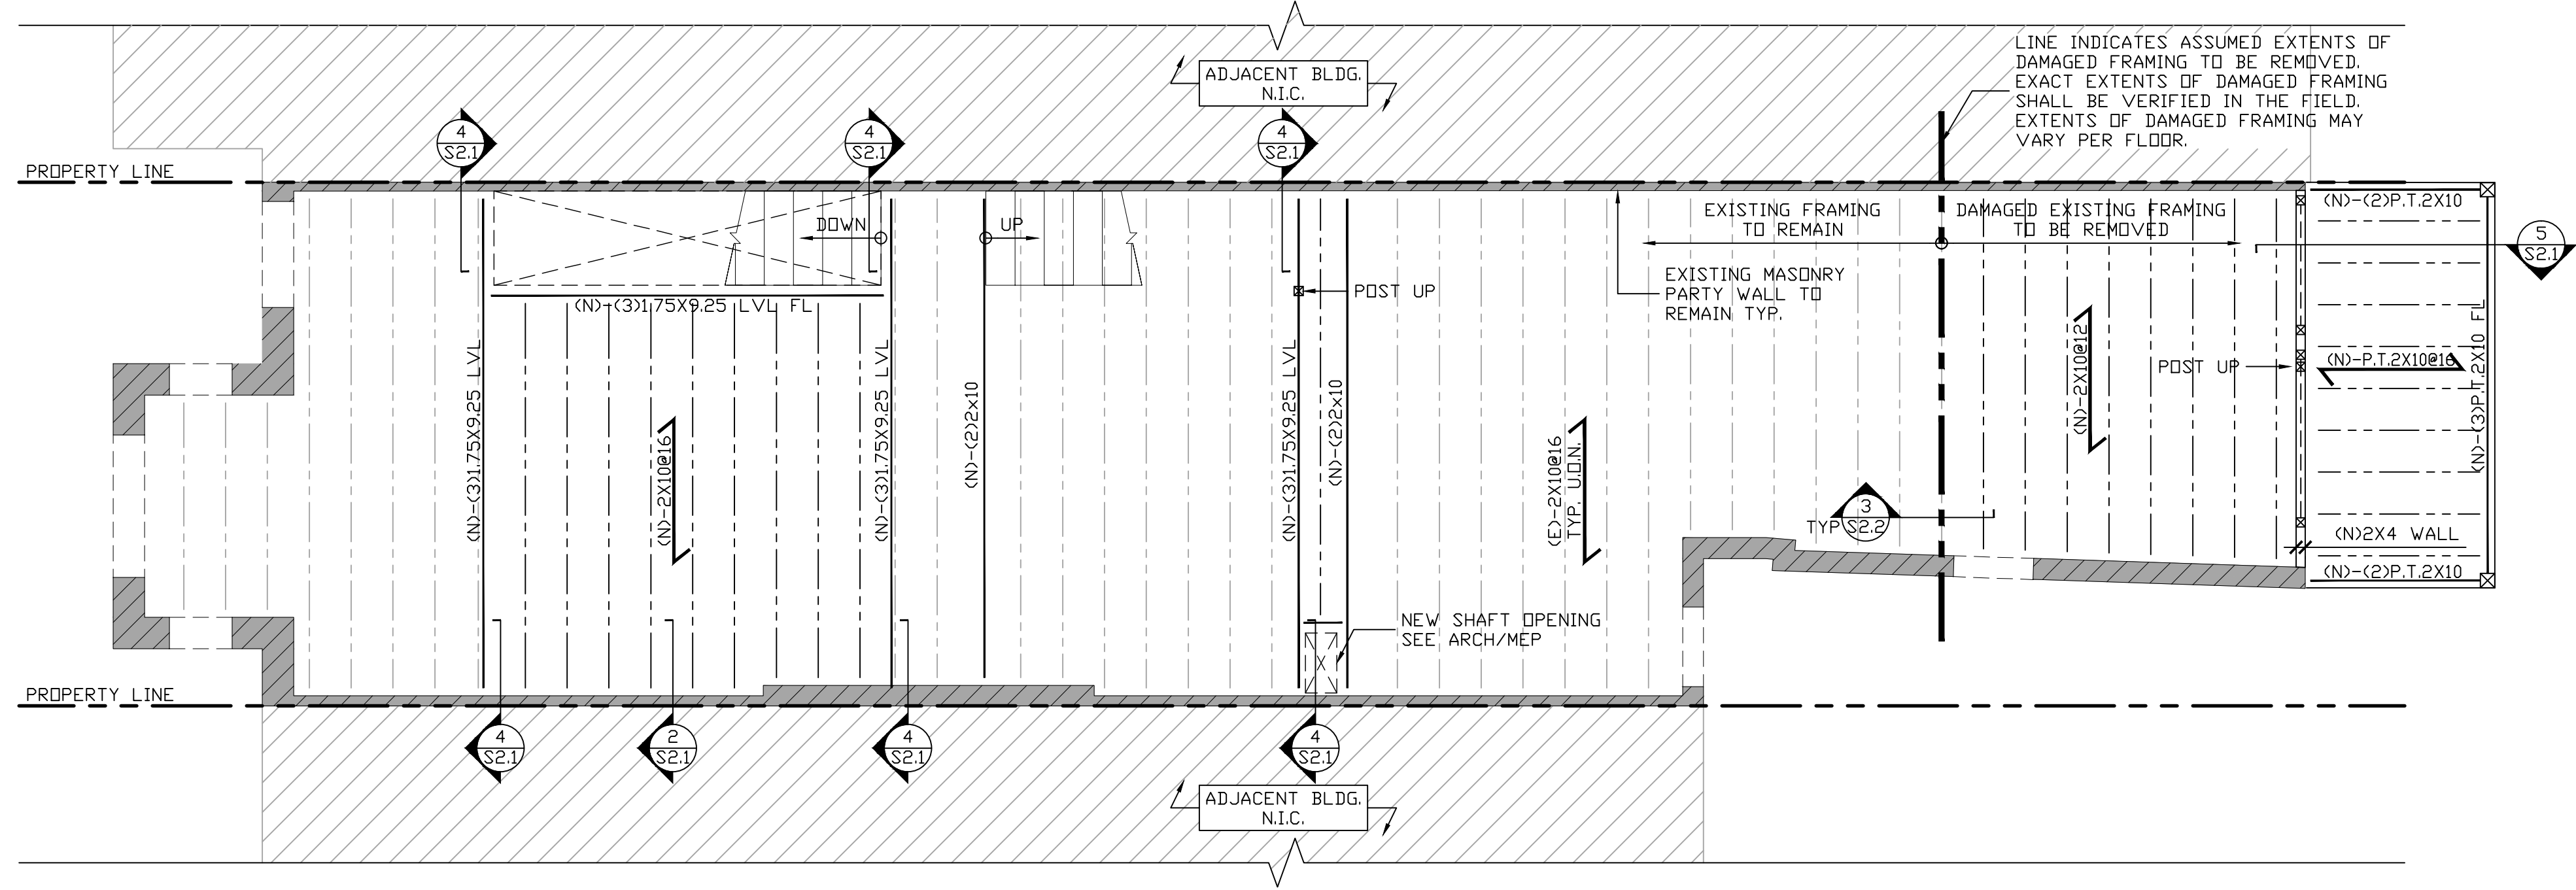 LINE INDICATES ASSUMED EXTENTS OF
DAMAGED FRAMING TO BE REMOVED.
EXACT EXTENTS OF DAMAGED FRAMING
SHALL BE VERIFIED IN THE FIELD.
EXTENTS OF DAMAGED FRAMING MAY
VARY PER FLOOR.
ADJACENT BLDG.
N.I.C.
4
S2.1
4
S2.1
4
S2.1
PROPERTY LINE
DOWN
UP
EXISTING FRAMING
TO REMAIN
DAMAGED EXISTING FRAMING
TO BE REMOVED
(N)-(2)P.T.2X10
5
S2.1
EXISTING MASONRY
PARTY WALL TO
REMAIN TYP.
POST UP
(N)-(3)1.75X9.25 LVL FL
(N)-(3)1.75X9.25 LVL
(N)-2X10@16
(N)-(3)1.75X9.25 LVL
(N)-(2)2x10
(N)-(3)1.75X9.25 LVL
(N)-(2)2x10
(E)-2X10@16
TYP. U.O.N.
(N)-2X10@12
POST UP
(N)-P.T.2X10@16
(N)-(3)P.T.2X10 FL
3
TYP S2.2
(N)2X4 WALL
(N)-(2)P.T.2X10
NEW SHAFT OPENING
SEE ARCH/MEP
PROPERTY LINE
4
S2.1
2
S2.1
4
S2.1
4
S2.1
ADJACENT BLDG.
N.I.C.